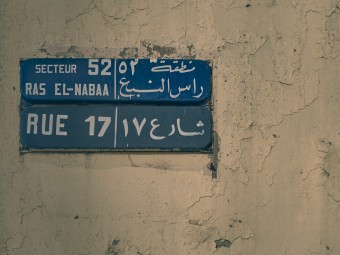 SECTEUR 52 منطقة ٥٢
RAS EL-NABAA راس النبع
RUE 17 شارع ١٧